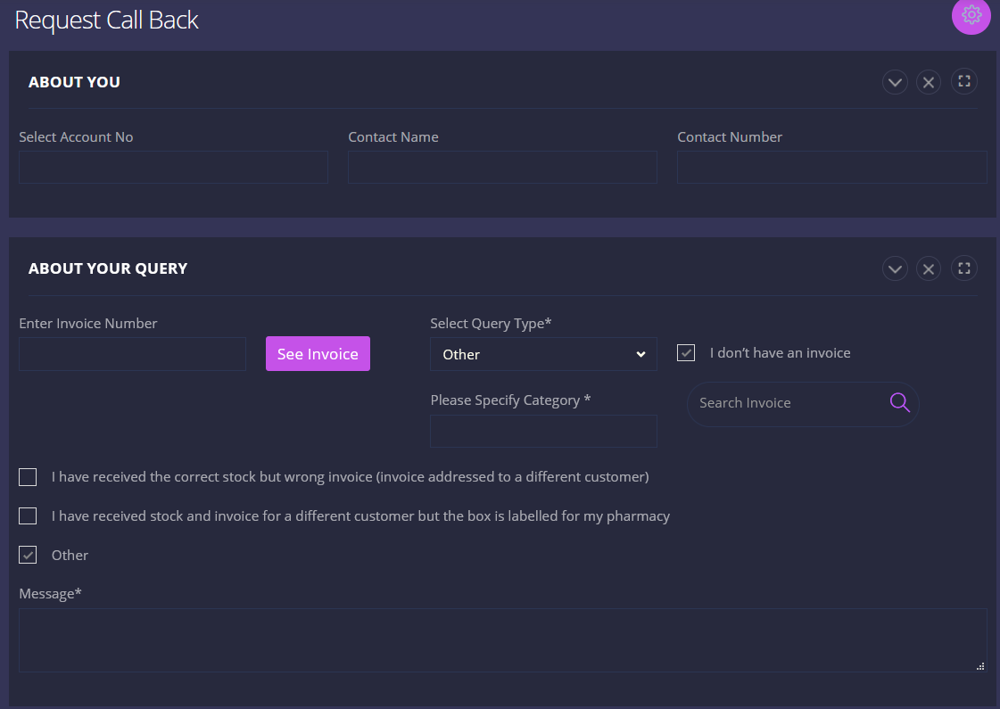 Request Call Back
ABOUT YOU
Select Account No
Contact Name
Contact Number
ABOUT YOUR QUERY
Enter Invoice Number
See Invoice
Select Query Type*
Other
I don’t have an invoice
Please Specify Category *
Search Invoice
I have received the correct stock but wrong invoice (invoice addressed to a different customer)
I have received stock and invoice for a different customer but the box is labelled for my pharmacy
Other
Message*